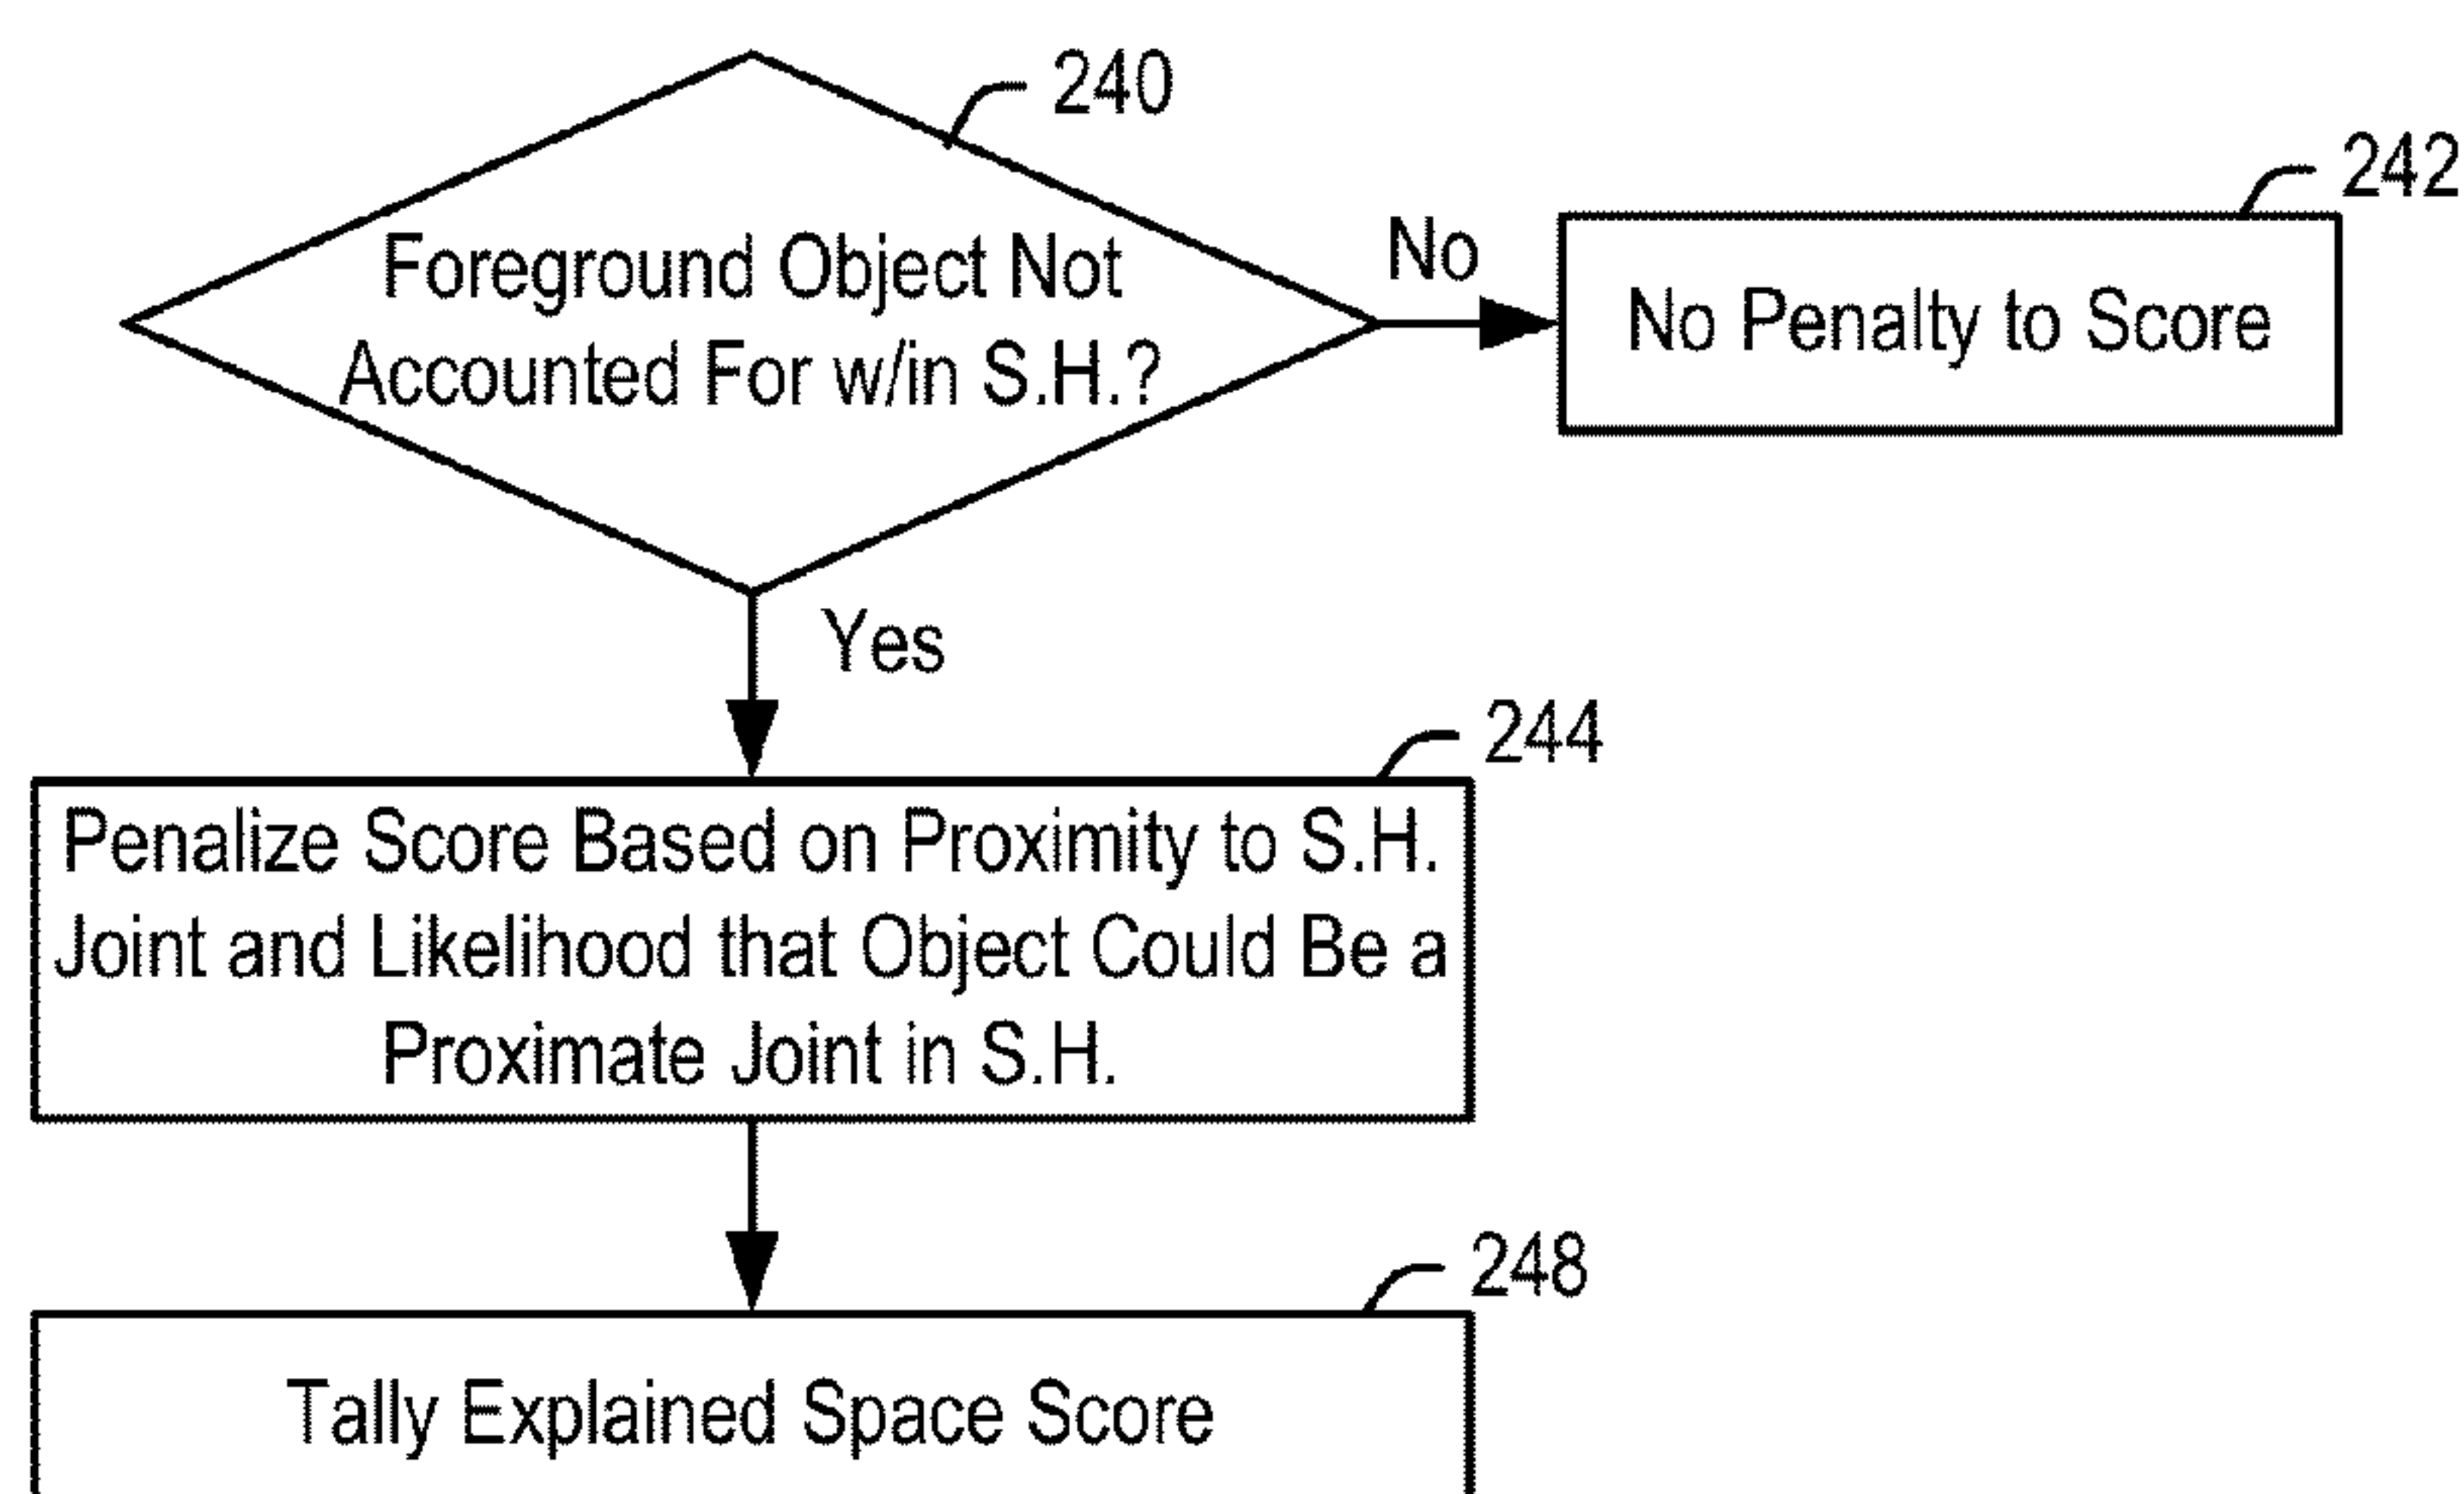 240
Foreground Object Not
Accounted For w/in S.H.?
No
242
No Penalty to Score
Yes
244
Penalize Score Based on Proximity to S.H.
Joint and Likelihood that Object Could Be a
Proximate Joint in S.H.
248
Tally Explained Space Score